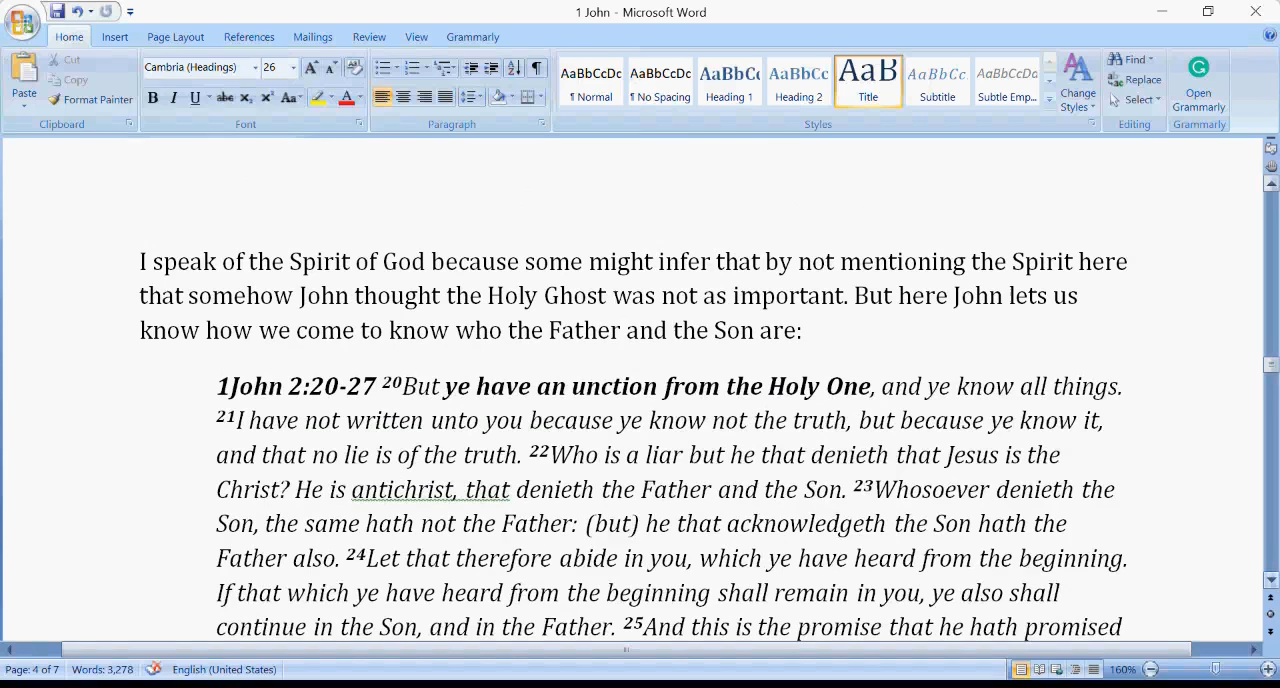 1 John - Microsoft Word
Home Insert Page Layout References Mailings Review View Grammarly
Paste Cut Copy Format Painter Clipboard
Cambria (Headings) 26 B I U abc X₂ X² Aa A Font
Paragraph
AaBbCcDc ¶ Normal AaBbCcDc ¶ No Spacing AaBbC Heading 1 AaBbCc Heading 2 AaB Title AaBbCc. Subtitle AaBbCcDc Subtle Emp... Change Styles Styles
Find Replace Select Editing
Open Grammarly Grammarly
I speak of the Spirit of God because some might infer that by not mentioning the Spirit here
that somehow John thought the Holy Ghost was not as important. But here John lets us
know how we come to know who the Father and the Son are:
1John 2:20-27 ²⁰But ye have an unction from the Holy One, and ye know all things.
²¹I have not written unto you because ye know not the truth, but because ye know it,
and that no lie is of the truth. ²²Who is a liar but he that denieth that Jesus is the
Christ? He is antichrist, that denieth the Father and the Son. ²³Whosoever denieth the
Son, the same hath not the Father: (but) he that acknowledgeth the Son hath the
Father also. ²⁴Let that therefore abide in you, which ye have heard from the beginning.
If that which ye have heard from the beginning shall remain in you, ye also shall
continue in the Son, and in the Father. ²⁵And this is the promise that he hath promised
Page: 4 of 7 Words: 3,278 English (United States) 160%